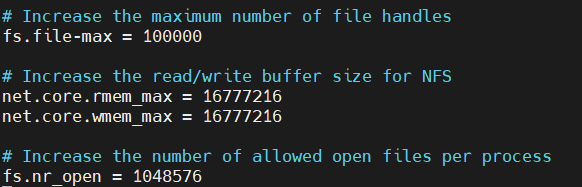 # Increase the maximum number of file handles
fs.file-max = 100000
# Increase the read/write buffer size for NFS
net.core.rmem_max = 16777216
net.core.wmem_max = 16777216
# Increase the number of allowed open files per process
fs.nr_open = 1048576